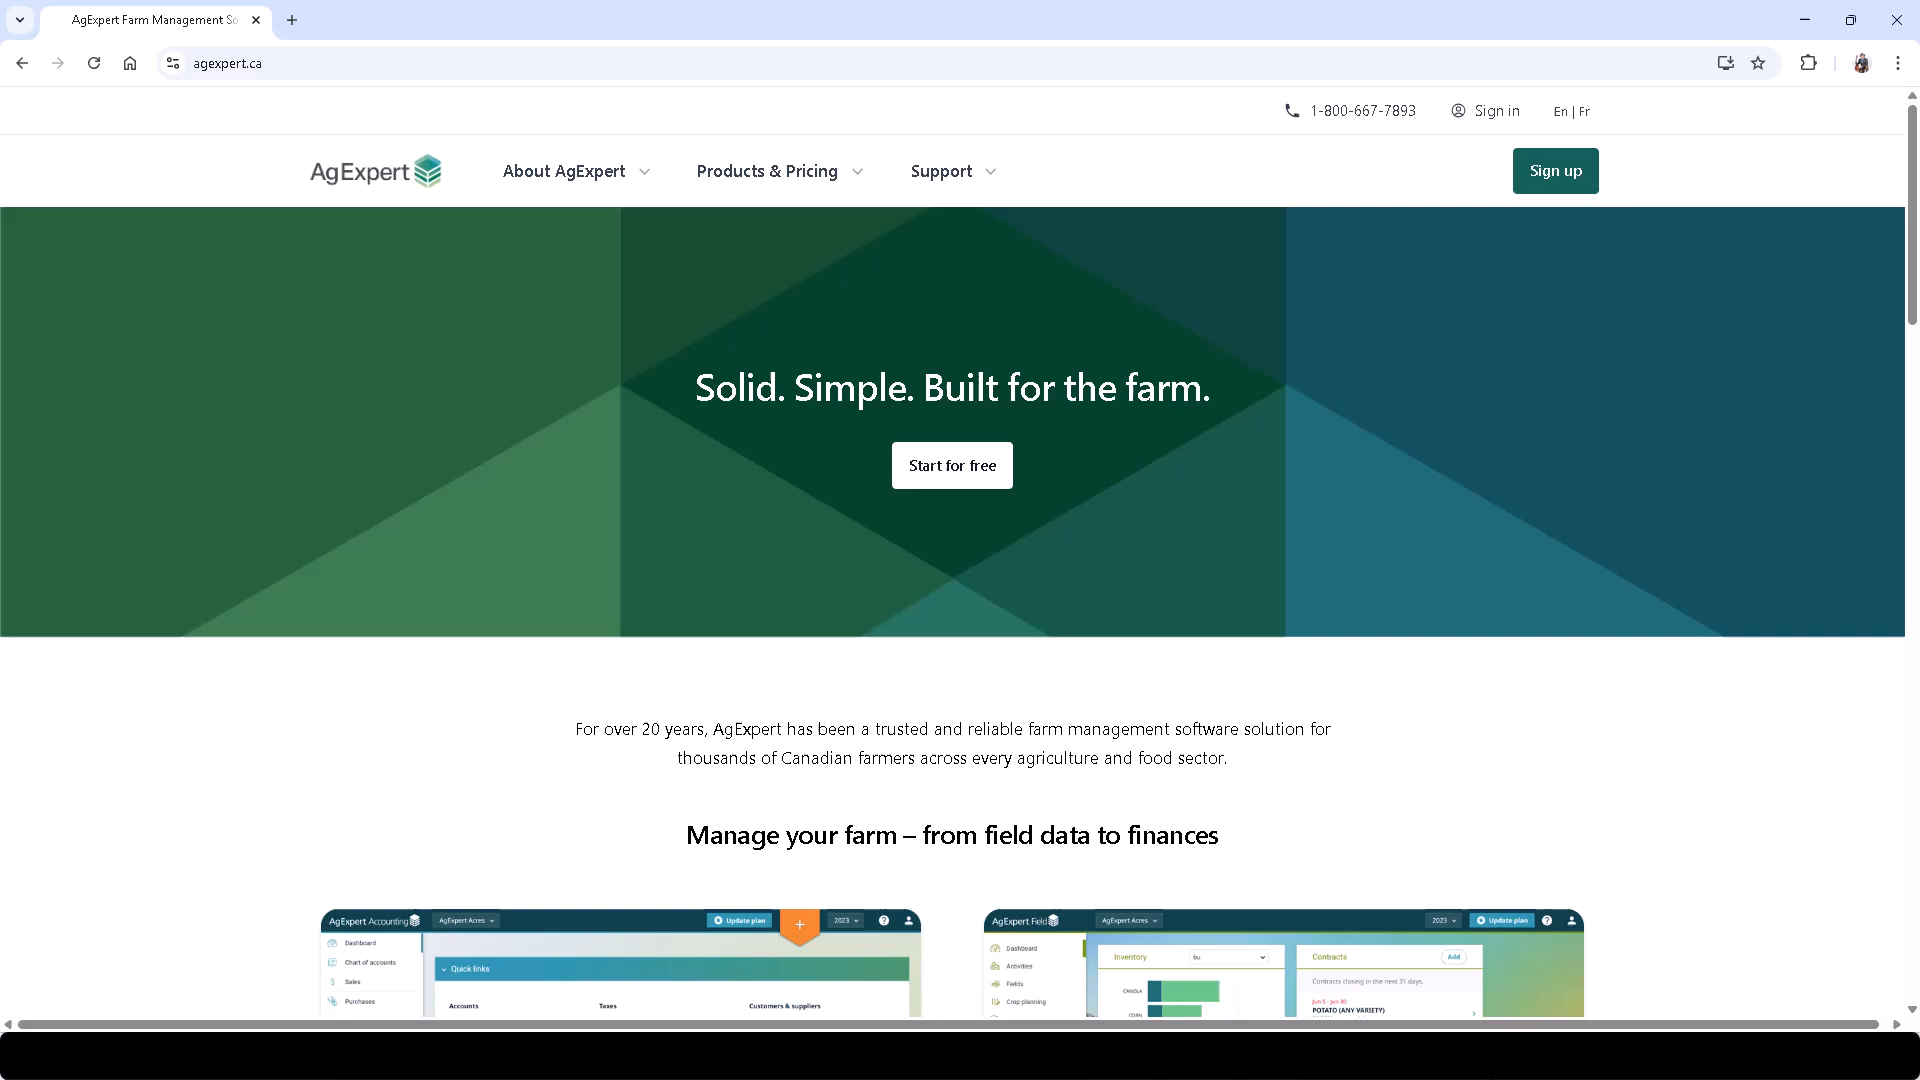 AgExpert Farm Management So
agexpert.ca
1-800-667-7893
Sign in
En | Fr
AgExpert
About AgExpert
Products & Pricing
Support
Sign up
Solid. Simple. Built for the farm.
Start for free
For over 20 years, AgExpert has been a trusted and reliable farm management software solution for
thousands of Canadian farmers across every agriculture and food sector.
Manage your farm – from field data to finances
AgExpert Accounting
AgExpert Acres
Update plan
2023
Dashboard
Chart of accounts
Sales
Purchases
Quick links
Accounts
Taxes
Customers & suppliers
AgExpert Field
AgExpert Acres
2023
Update plan
Dashboard
Activities
Fields
Crop planning
Inventory
bu
CANOLA
CORN
Contracts
Add
Contracts closing in the next 31 days.
Jun 5 - Jun 30
POTATO (ANY VARIETY)